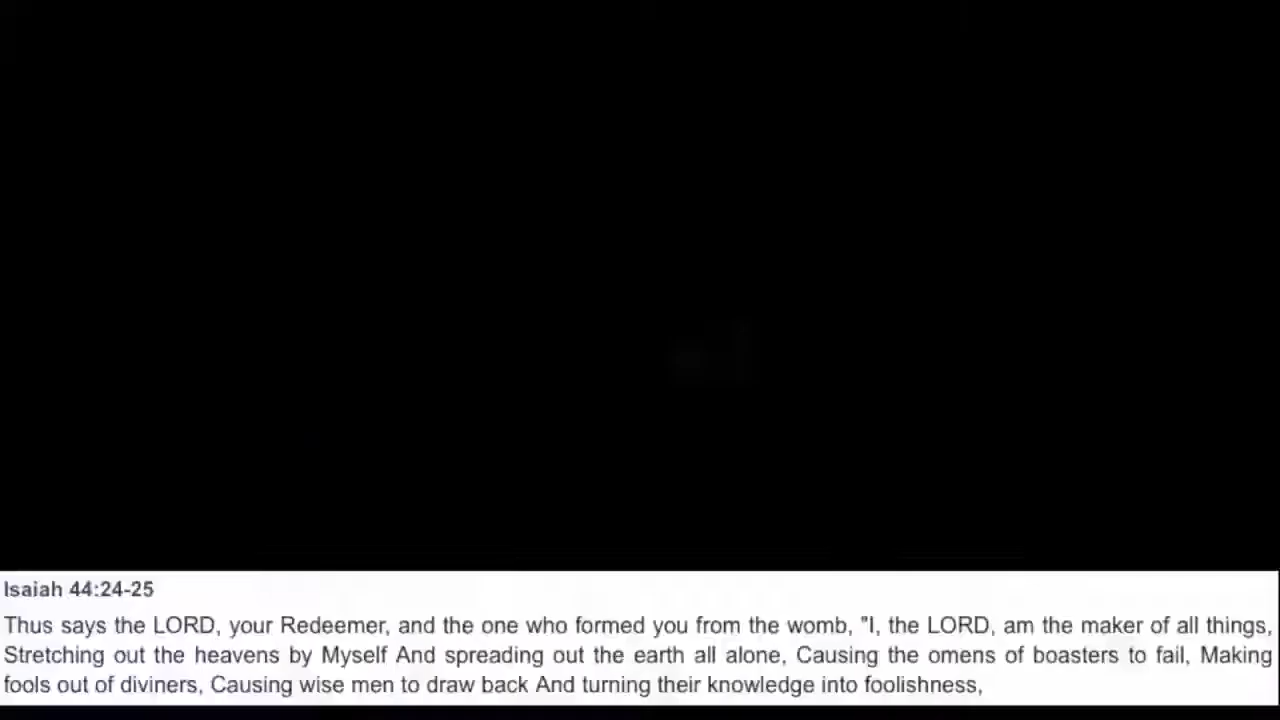 Isaiah 44:24-25
Thus says the LORD, your Redeemer, and the one who formed you from the womb, "I, the LORD, am the maker of all things,
Stretching out the heavens by Myself And spreading out the earth all alone, Causing the omens of boasters to fail, Making
fools out of diviners, Causing wise men to draw back And turning their knowledge into foolishness,